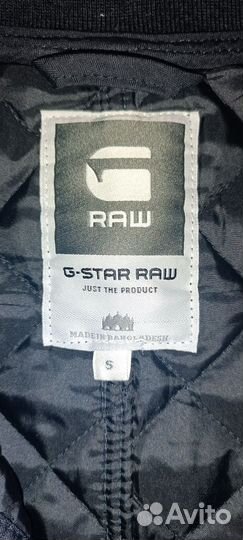 RAW
G-STAR RAW
JUST THE PRODUCT
MADE IN BANGLADESH
S
Avito